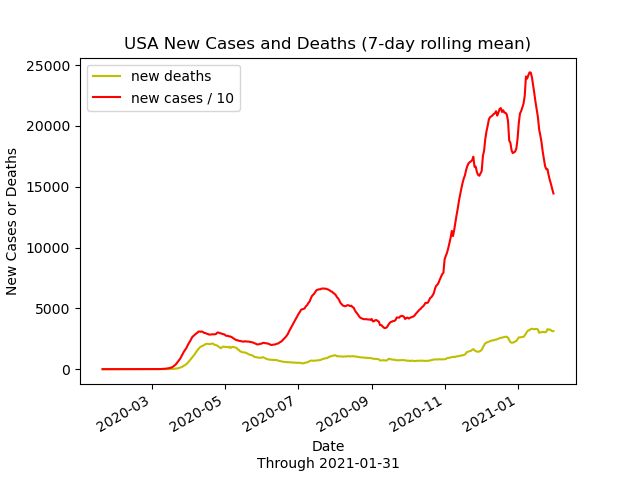 USA New Cases and Deaths (7-day rolling mean)
new deaths
new cases / 10
25000
20000
15000
10000
5000
0
New Cases or Deaths
2020-03
2020-05
2020-07
2020-09
2020-11
2021-01
Date
Through 2021-01-31